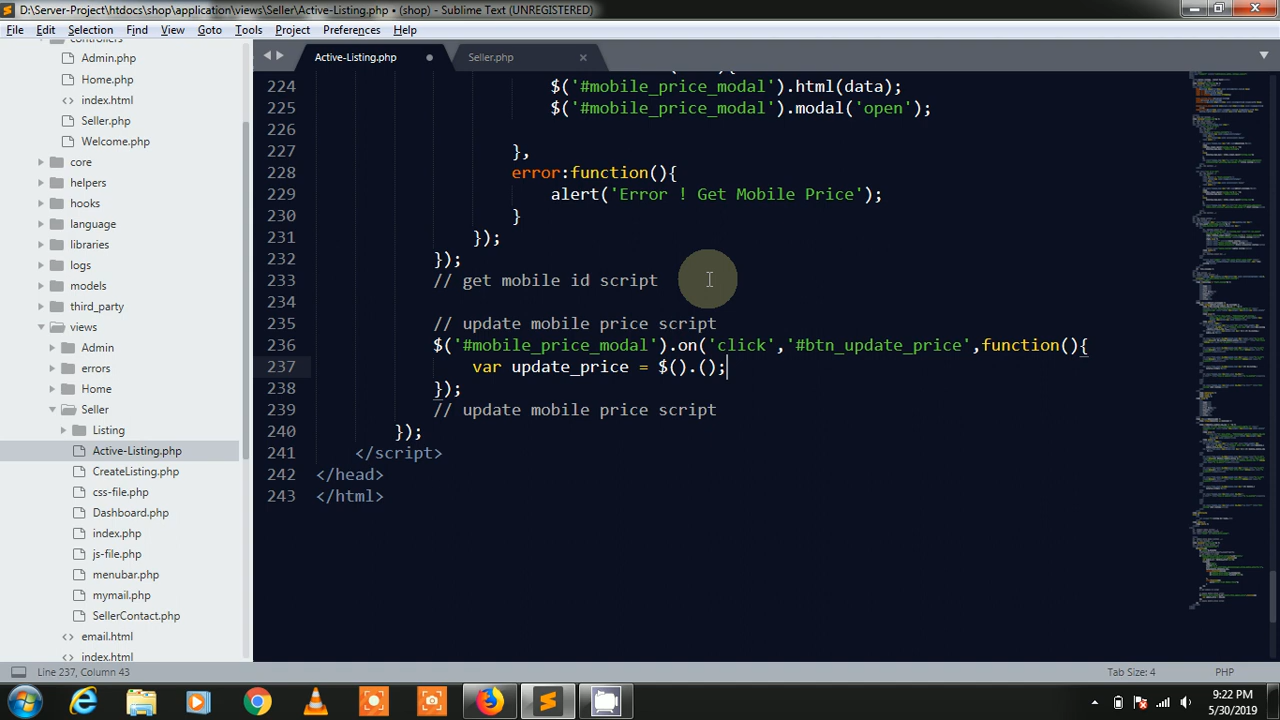 D:\Server-Project\htdocs\shop\application\views\Seller\Active-Listing.php • (shop) - Sublime Text (UNREGISTERED)
File Edit Selection Find View Goto Tools Project Preferences Help
controllers
Admin.php
Home.php
index.html
Seller.php
Welcome.php
core
helpers
hooks
language
libraries
logs
models
third_party
views
Admin
errors
Home
Seller
Listing
Active-Listing.php
CreateListing.php
css-file.php
Dashboard.php
index.php
js-file.php
menubar.php
mymail.php
SellerContact.php
email.html
index.html
Active-Listing.php Seller.php
224 $('#mobile_price_modal').html(data);
225 $('#mobile_price_modal').modal('open');
226
227 },
228 error:function(){
229 alert('Error ! Get Mobile Price');
230 }
231 });
232 });
233 // get mobile id script
234
235 // update mobile price script
236 $('#mobile_price_modal').on('click','#btn_update_price',function(){
237 var update_price = $().();
238 });
239 // update mobile price script
240 });
241 </script>
242 </head>
243 </html>
Line 237, Column 43 Tab Size: 4 PHP
9:22 PM
5/30/2019